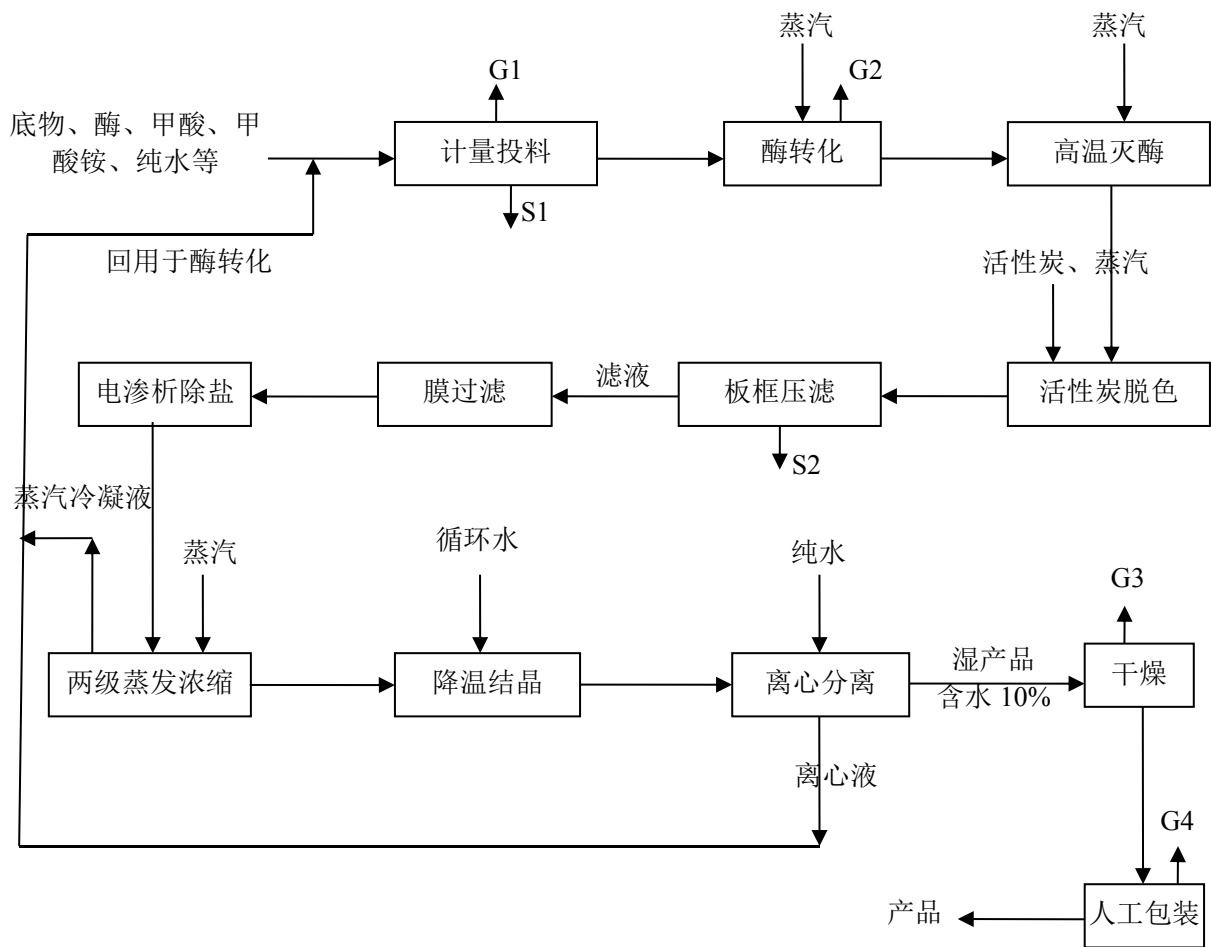 蒸汽
蒸汽
G1
G2
底物、酶、甲酸、甲
酸铵、纯水等
计量投料
酶转化
高温灭酶
S1
回用于酶转化
活性炭、蒸汽
电渗析除盐
膜过滤
滤液
板框压滤
活性炭脱色
S2
蒸汽冷凝液
蒸汽
循环水
纯水
G3
两级蒸发浓缩
降温结晶
离心分离
湿产品
含水 10%
干燥
离心液
G4
产品
人工包装